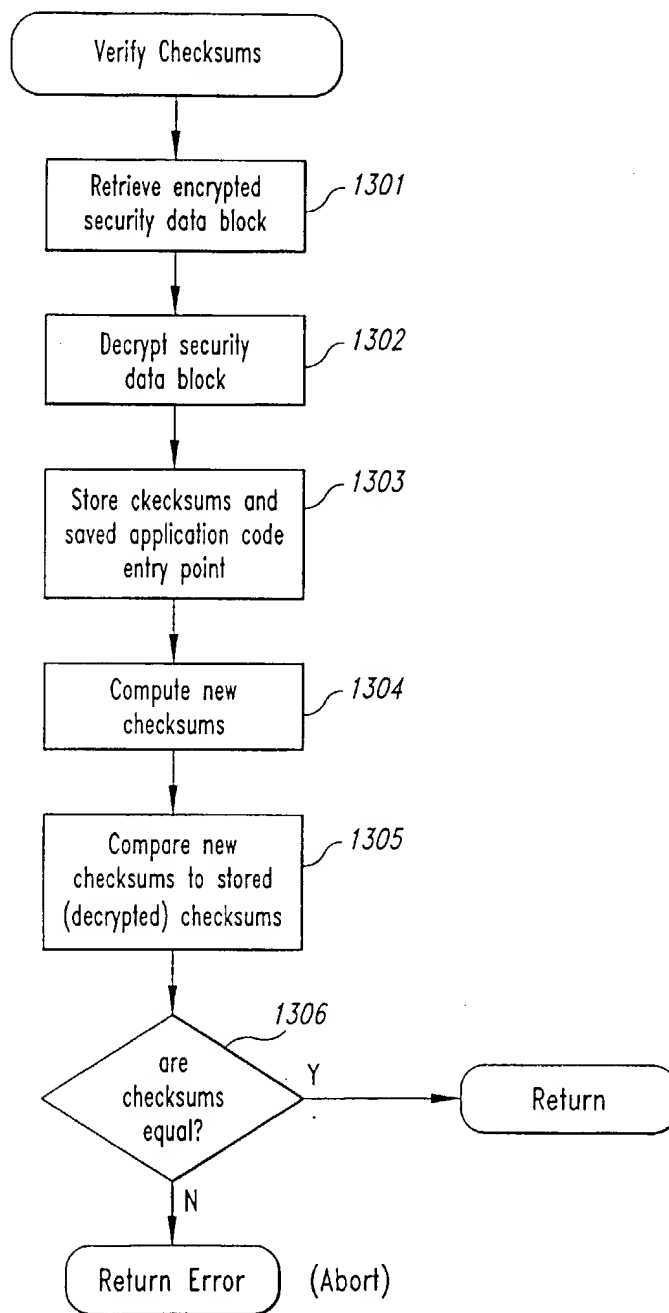 Verify Checksums
Retrieve encrypted
security data block
1301
Decrypt security
data block
1302
Store ckecksums and
saved application code
entry point
1303
Compute new
checksums
1304
Compare new
checksums to stored
(decrypted) checksums
1305
1306
are
checksums
equal?
Y
Return
N
Return Error
(Abort)